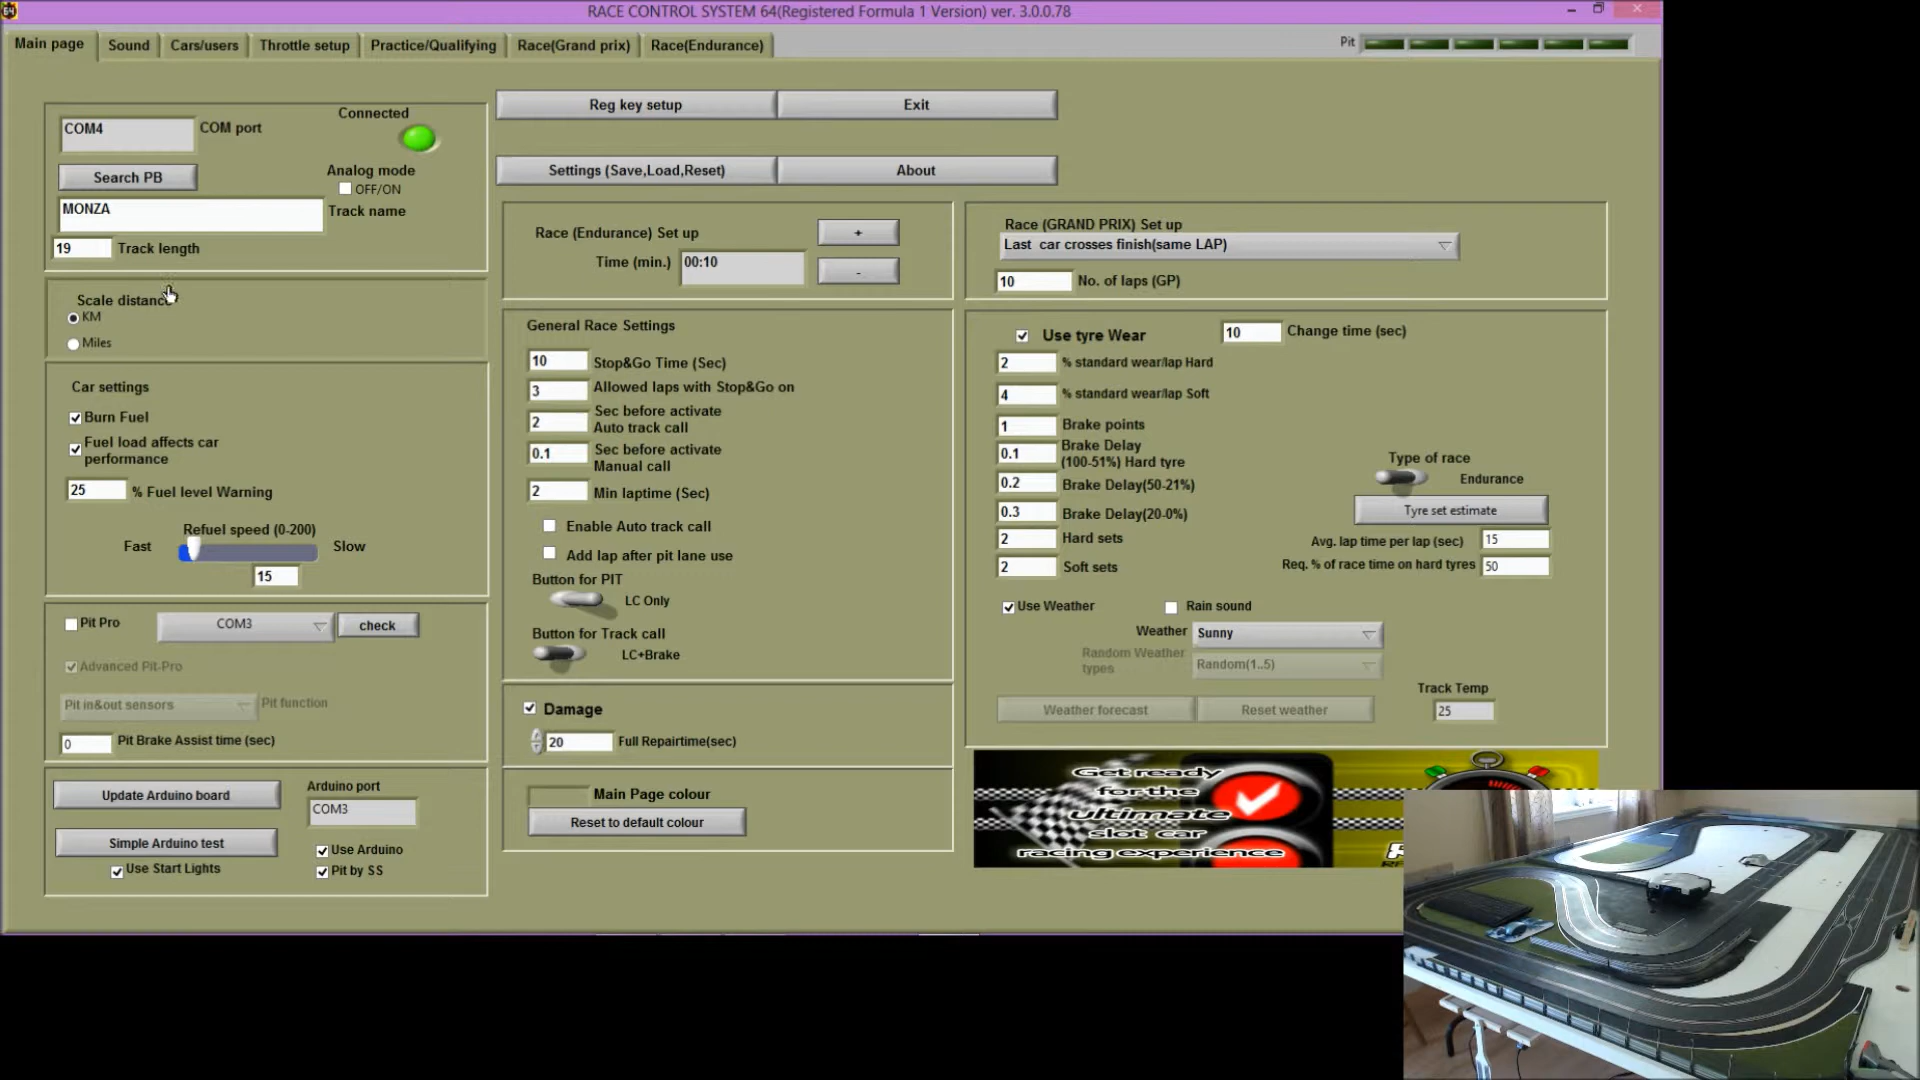 RACE CONTROL SYSTEM 64(Registered Formula 1 Version) ver. 3.0.0.78
Main page
Sound
Cars/users
Throttle setup
Practice/Qualifying
Race(Grand prix)
Race(Endurance)
Pit
COM4
COM port
Connected
Search PB
Analog mode
OFF/ON
MONZA
Track name
19
Track length
Scale distance
KM
Miles
Car settings
Burn Fuel
Fuel load affects car
performance
25
% Fuel level Warning
Refuel speed (0-200)
Fast
Slow
15
Pit Pro
COM3
check
Advanced Pit-Pro
Pit in&out sensors
Pit function
0
Pit Brake Assist time (sec)
Update Arduino board
Arduino port
COM3
Simple Arduino test
Use Start Lights
Use Arduino
Pit by SS
Reg key setup
Exit
Settings (Save,Load,Reset)
About
Race (Endurance) Set up
+
Time (min.)
00:10
-
General Race Settings
10
Stop&Go Time (Sec)
3
Allowed laps with Stop&Go on
2
Sec before activate
Auto track call
0.1
Sec before activate
Manual call
2
Min laptime (Sec)
Enable Auto track call
Add lap after pit lane use
Button for PIT
LC Only
Button for Track call
LC+Brake
Damage
20
Full Repairtime(sec)
Main Page colour
Reset to default colour
Race (GRAND PRIX) Set up
Last car crosses finish(same LAP)
10
No. of laps (GP)
Use tyre Wear
10
Change time (sec)
2
% standard wear/lap Hard
4
% standard wear/lap Soft
1
Brake points
0.1
Brake Delay
(100-51%) Hard tyre
0.2
Brake Delay(50-21%)
0.3
Brake Delay(20-0%)
2
Hard sets
2
Soft sets
Type of race
Endurance
Tyre set estimate
Avg. lap time per lap (sec)
15
Req. % of race time on hard tyres
50
Use Weather
Rain sound
Weather
Sunny
Random Weather
types
Random(1..5)
Weather forecast
Reset weather
Track Temp
25
Get ready
for the
ultimate
slot car
racing experience